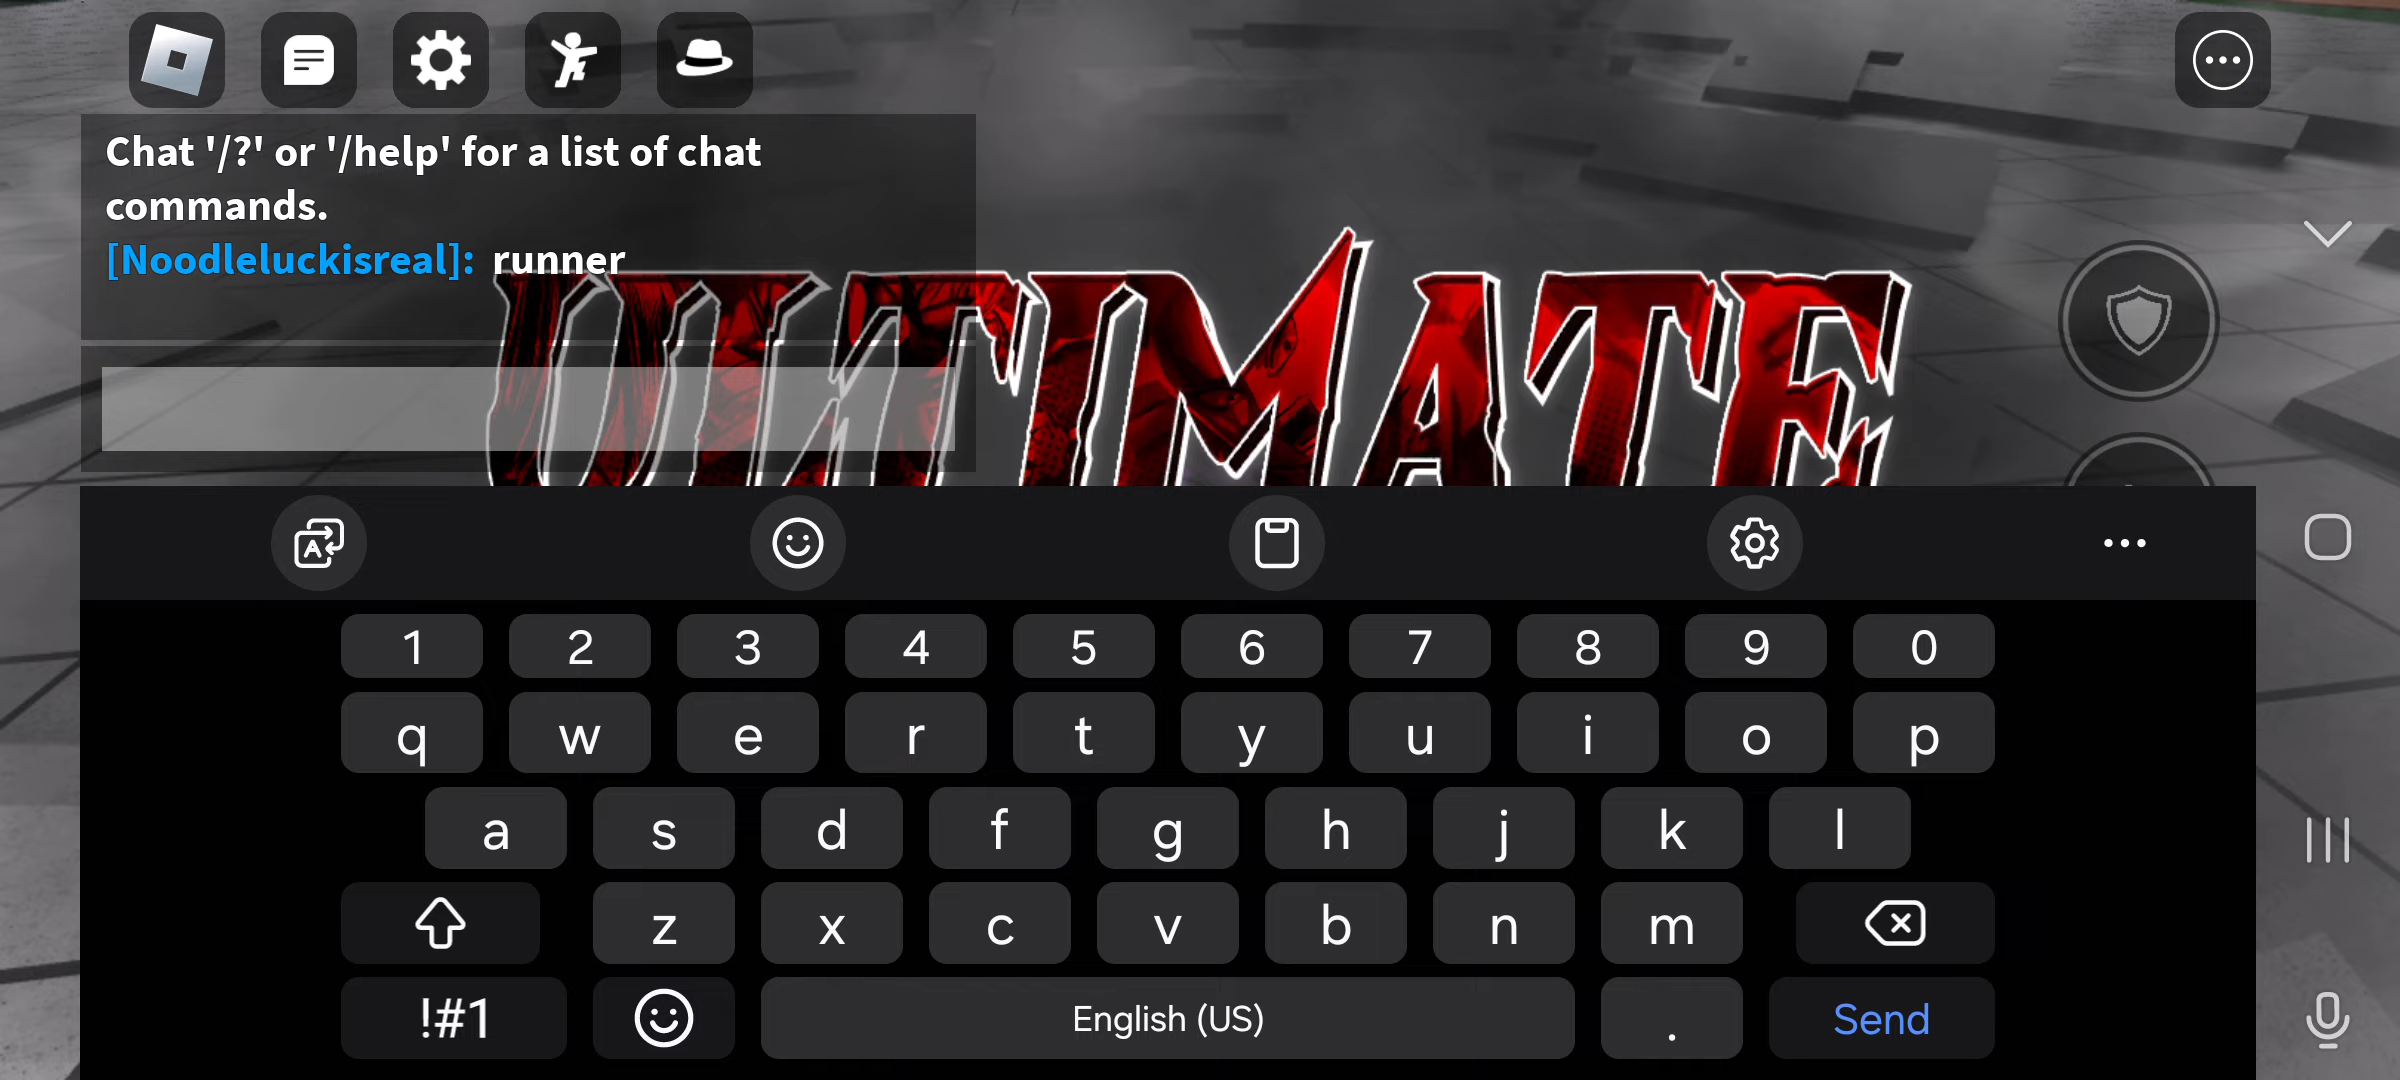 Chat '/?' or '/help' for a list of chat
commands.
[Noodleluckisreal]: runner
ULTIMATE
1 2 3 4 5 6 7 8 9 0
q w e r t y u i o p
a s d f g h j k l
z x c v b n m
!#1 English (US) . Send